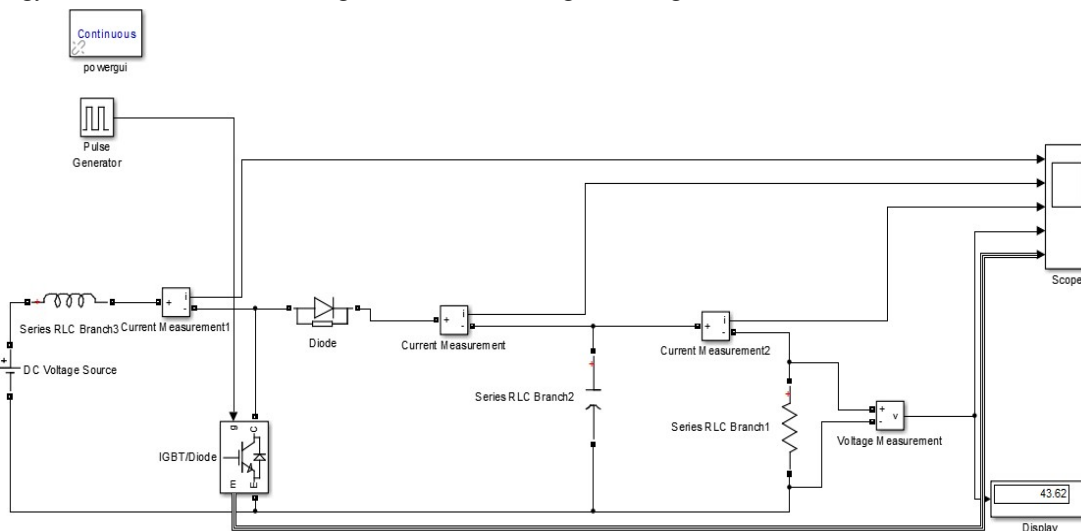 Continuous
powergui
Pulse
Generator
Scope
i
+
-
Series RLC Branch3
Current Measurement1
Diode
i
+
-
Current Measurement
i
+
-
Current Measurement2
+
DC Voltage Source
+
Series RLC Branch2
+
Series RLC Branch1
+
-
v
Voltage Measurement
g
C
IGBT/Diode
m
E
43.62
Display